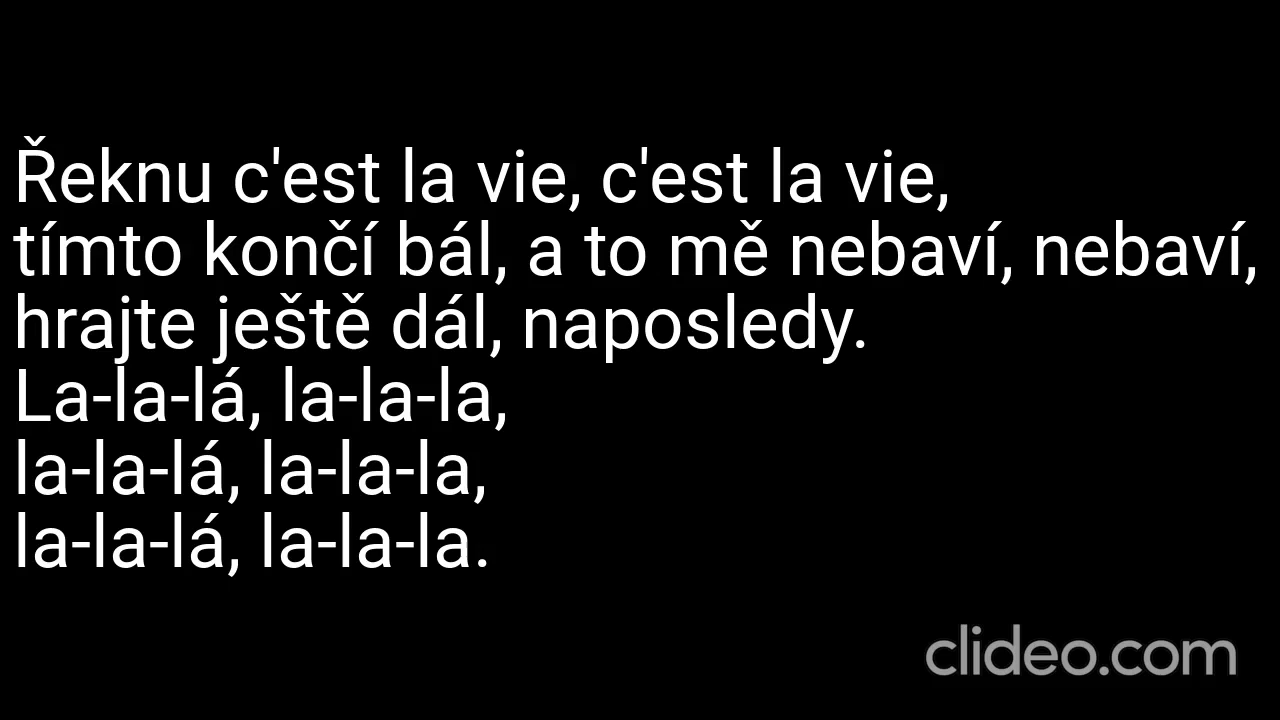 Řeknu c'est la vie, c'est la vie,
tímto končí bál, a to mě nebaví, nebaví,
hrajte ještě dál, naposledy.
La-la-lá, la-la-la,
la-la-lá, la-la-la,
la-la-lá, la-la-la.
clideo.com